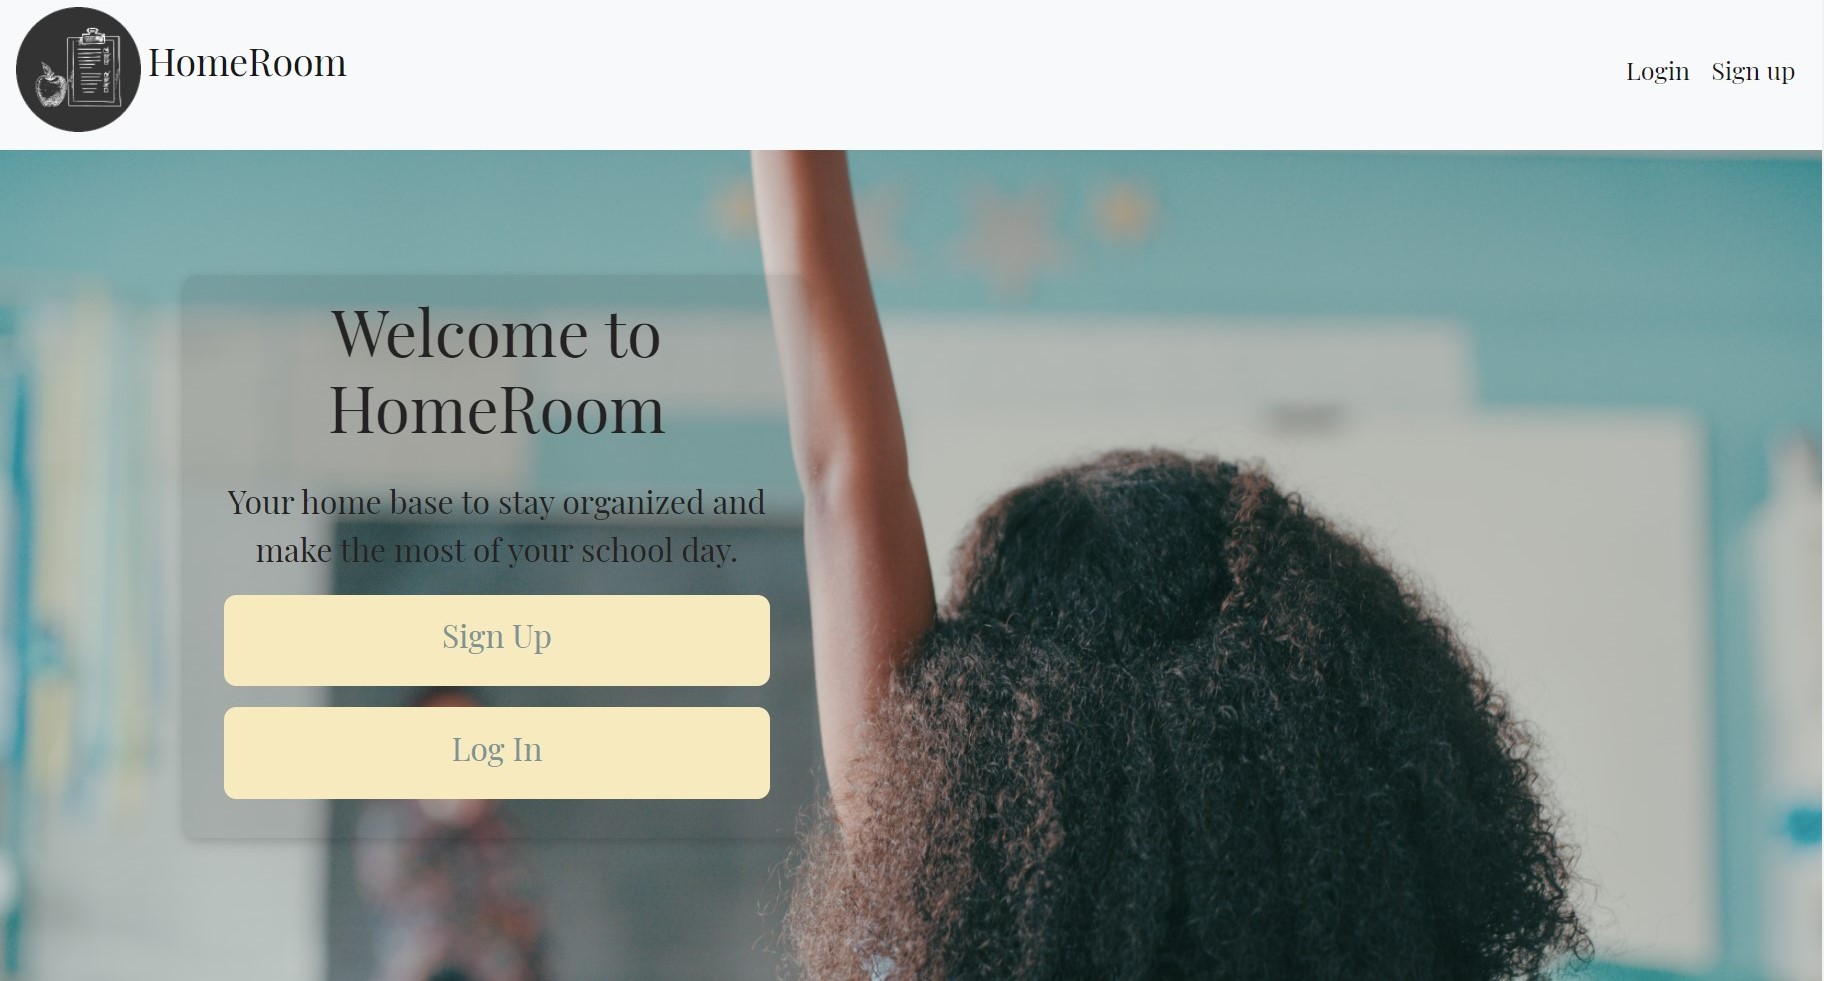 HomeRoom
Login
Sign up
Welcome to
HomeRoom
Your home base to stay organized and
make the most of your school day.
Sign Up
Log In